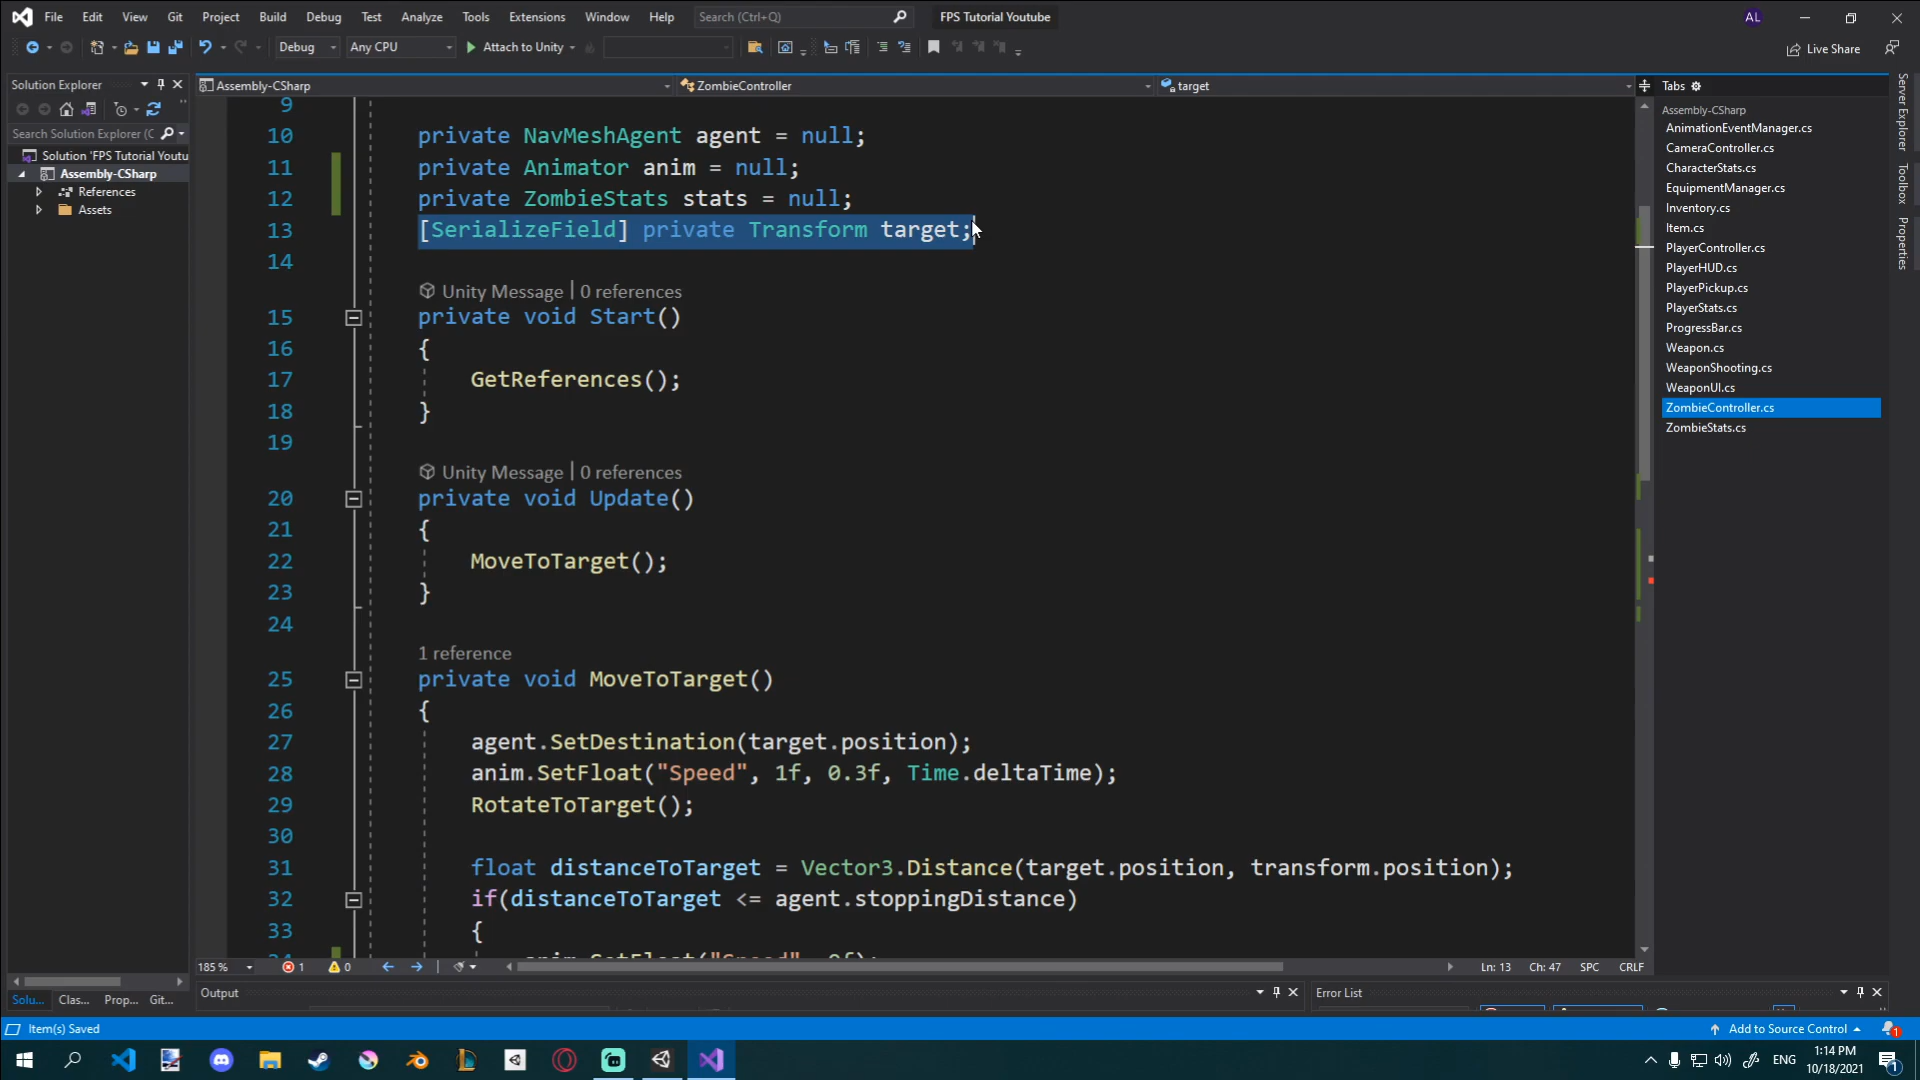 File Edit View Git Project Build Debug Test Analyze Tools Extensions Window Help Search (Ctrl+Q) FPS Tutorial Youtube AL
Debug Any CPU Attach to Unity Live Share
Solution Explorer
Search Solution Explorer (C
Solution 'FPS Tutorial Youtu
Assembly-CSharp
References
Assets
Assembly-CSharp ZombieController target
9
10 private NavMeshAgent agent = null;
11 private Animator anim = null;
12 private ZombieStats stats = null;
13 [SerializeField] private Transform target;
14
Unity Message | 0 references
15 private void Start()
16 {
17 GetReferences();
18 }
19
Unity Message | 0 references
20 private void Update()
21 {
22 MoveToTarget();
23 }
24
1 reference
25 private void MoveToTarget()
26 {
27 agent.SetDestination(target.position);
28 anim.SetFloat("Speed", 1f, 0.3f, Time.deltaTime);
29 RotateToTarget();
30
31 float distanceToTarget = Vector3.Distance(target.position, transform.position);
32 if(distanceToTarget <= agent.stoppingDistance)
33 {
34 anim.SetFloat("Speed", 0f);
Tabs
Assembly-CSharp
AnimationEventManager.cs
CameraController.cs
CharacterStats.cs
EquipmentManager.cs
Inventory.cs
Item.cs
PlayerController.cs
PlayerHUD.cs
PlayerPickup.cs
PlayerStats.cs
ProgressBar.cs
Weapon.cs
WeaponShooting.cs
WeaponUI.cs
ZombieController.cs
ZombieStats.cs
Server Explorer
Toolbox
Properties
185 % 1 0 Ln: 13 Ch: 47 SPC CRLF
Solu... Clas... Prop... Git...
Output
Error List
Item(s) Saved Add to Source Control 1
ENG 1:14 PM
10/18/2021 1